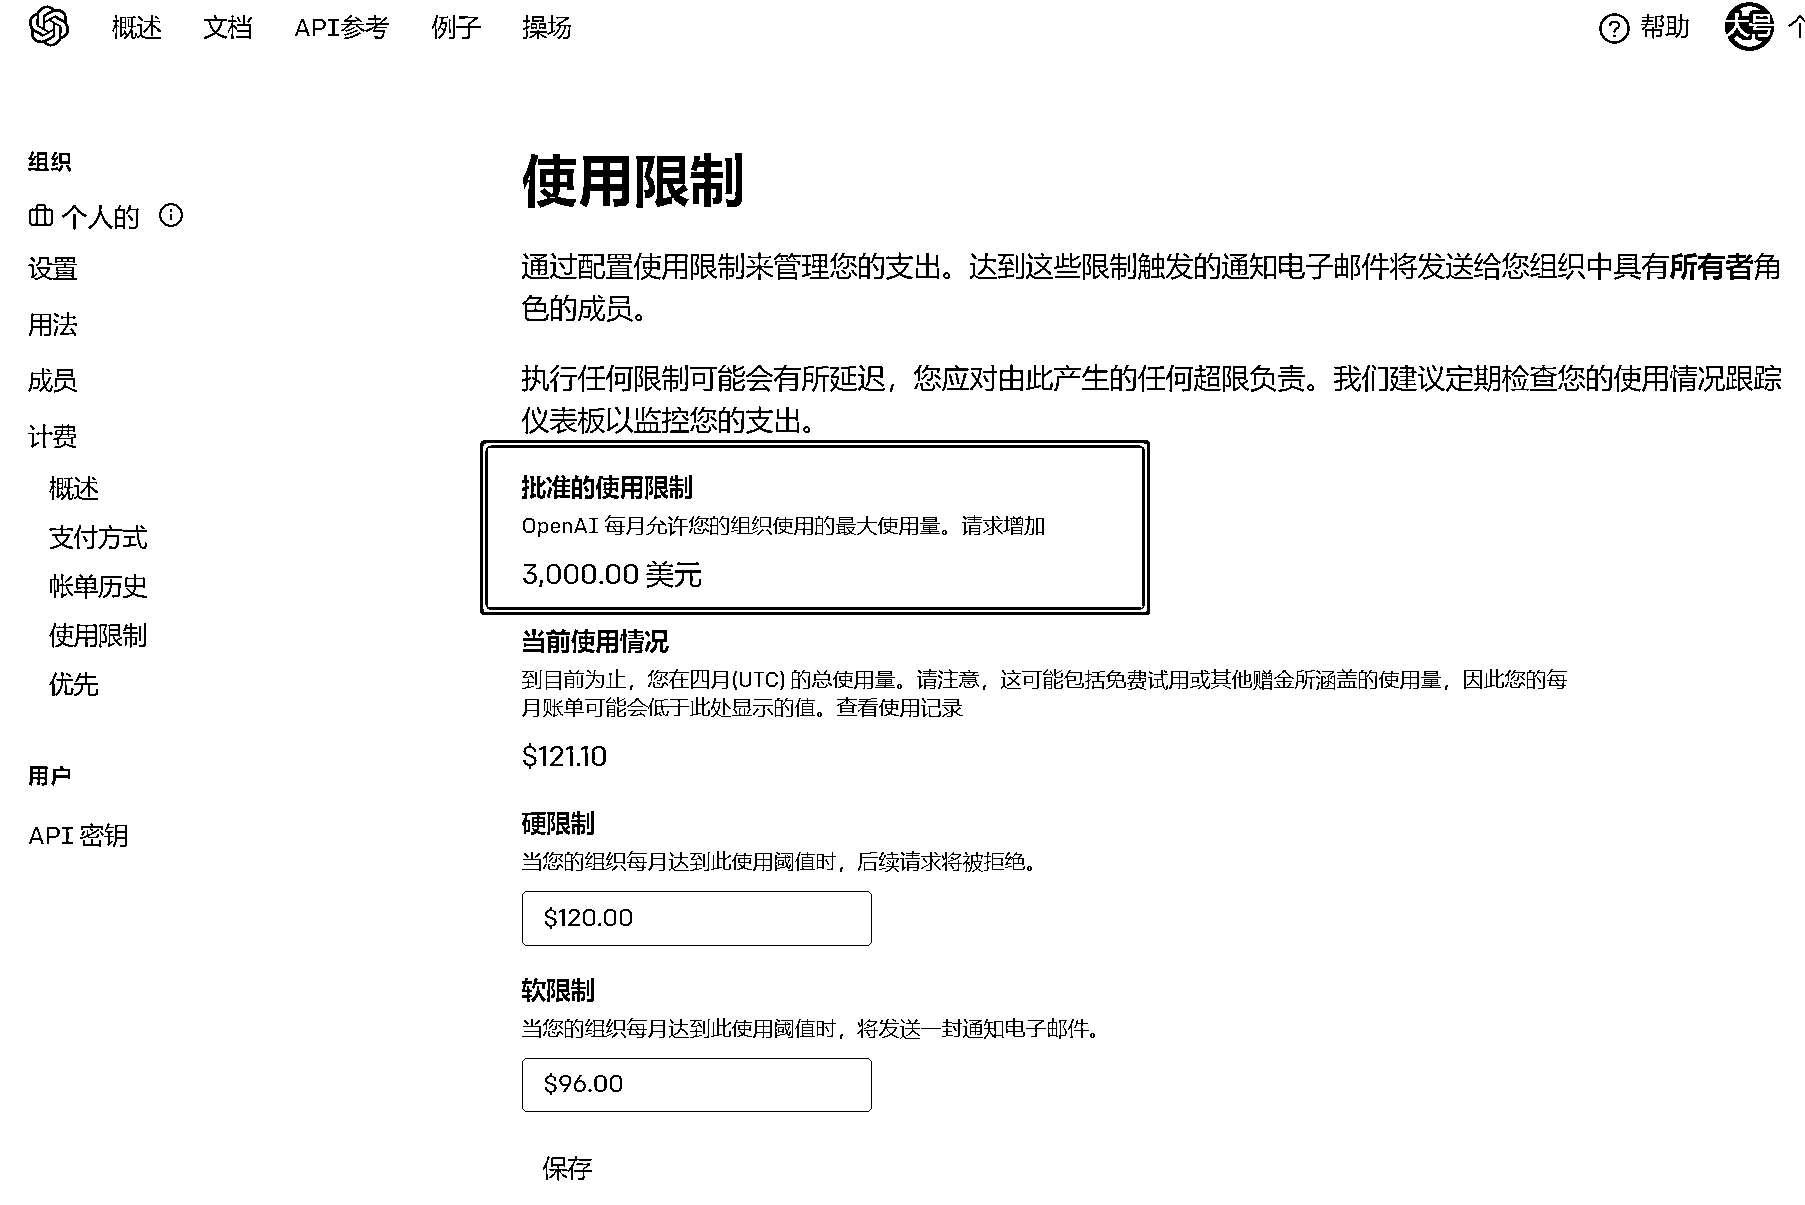 概述 文档 API参考 例子 操场 帮助 大号 个
组织
个人的
设置
用法
成员
计费
概述
支付方式
帐单历史
使用限制
优先
用户
API 密钥
使用限制
通过配置使用限制来管理您的支出。达到这些限制触发的通知电子邮件将发送给您组织中具有所有者角
色的成员。
执行任何限制可能会有所延迟，您应对由此产生的任何超限负责。我们建议定期检查您的使用情况跟踪
仪表板以监控您的支出。
批准的使用限制
OpenAI 每月允许您的组织使用的最大使用量。请求增加
3,000.00 美元
当前使用情况
到目前为止，您在四月(UTC) 的总使用量。请注意，这可能包括免费试用或其他赠金所涵盖的使用量，因此您的每
月账单可能会低于此处显示的值。查看使用记录
$121.10
硬限制
当您的组织每月达到此使用阈值时，后续请求将被拒绝。
$120.00
软限制
当您的组织每月达到此使用阈值时，将发送一封通知电子邮件。
$96.00
保存